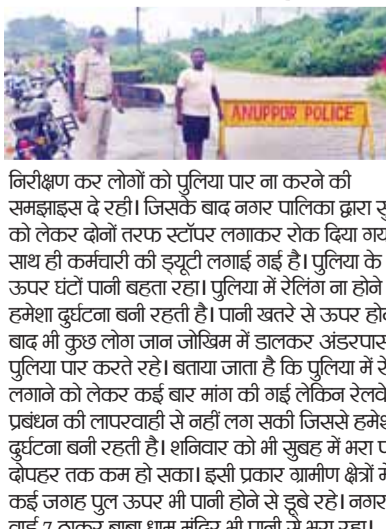 ANUPPOR POLICE
निरीक्षण कर लोगों को पुलिया पार ना करने की
समझाइस दे रही। जिसके बाद नगर पालिका द्वारा
को लेकर दोनों तरफ स्टॉपर लगाकर रोक दिया
साथ ही कर्मचारी की ड्यूटी लगाई गई है। पुलिया के
ऊपर घंटों पानी बहता रहा। पुलिया में रेलिंग ना होने
हमेशा दुर्घटना बनी रहती है। पानी खतरे से ऊपर
बाद भी कुछ लोग जान जोखिम में डालकर अंडरपास
पुलिया पार करते रहे। बताया जाता है कि पुलिया में
लगाने को लेकर कई बार मांग की गई लेकिन रेलवे
प्रबंधन की लापरवाही से नहीं लग सकी जिससे
दुर्घटना बनी रहती है। शनिवार को भी सुबह में भरा
दोपहर तक कम हो सका। इसी प्रकार ग्रामीण क्षेत्रों
कई जगह पुल ऊपर भी पानी होने से डूबे रहे। नगर
वार्ड 7 ठाकुर बाबा धाम मंदिर भी पानी से भरा रहा।